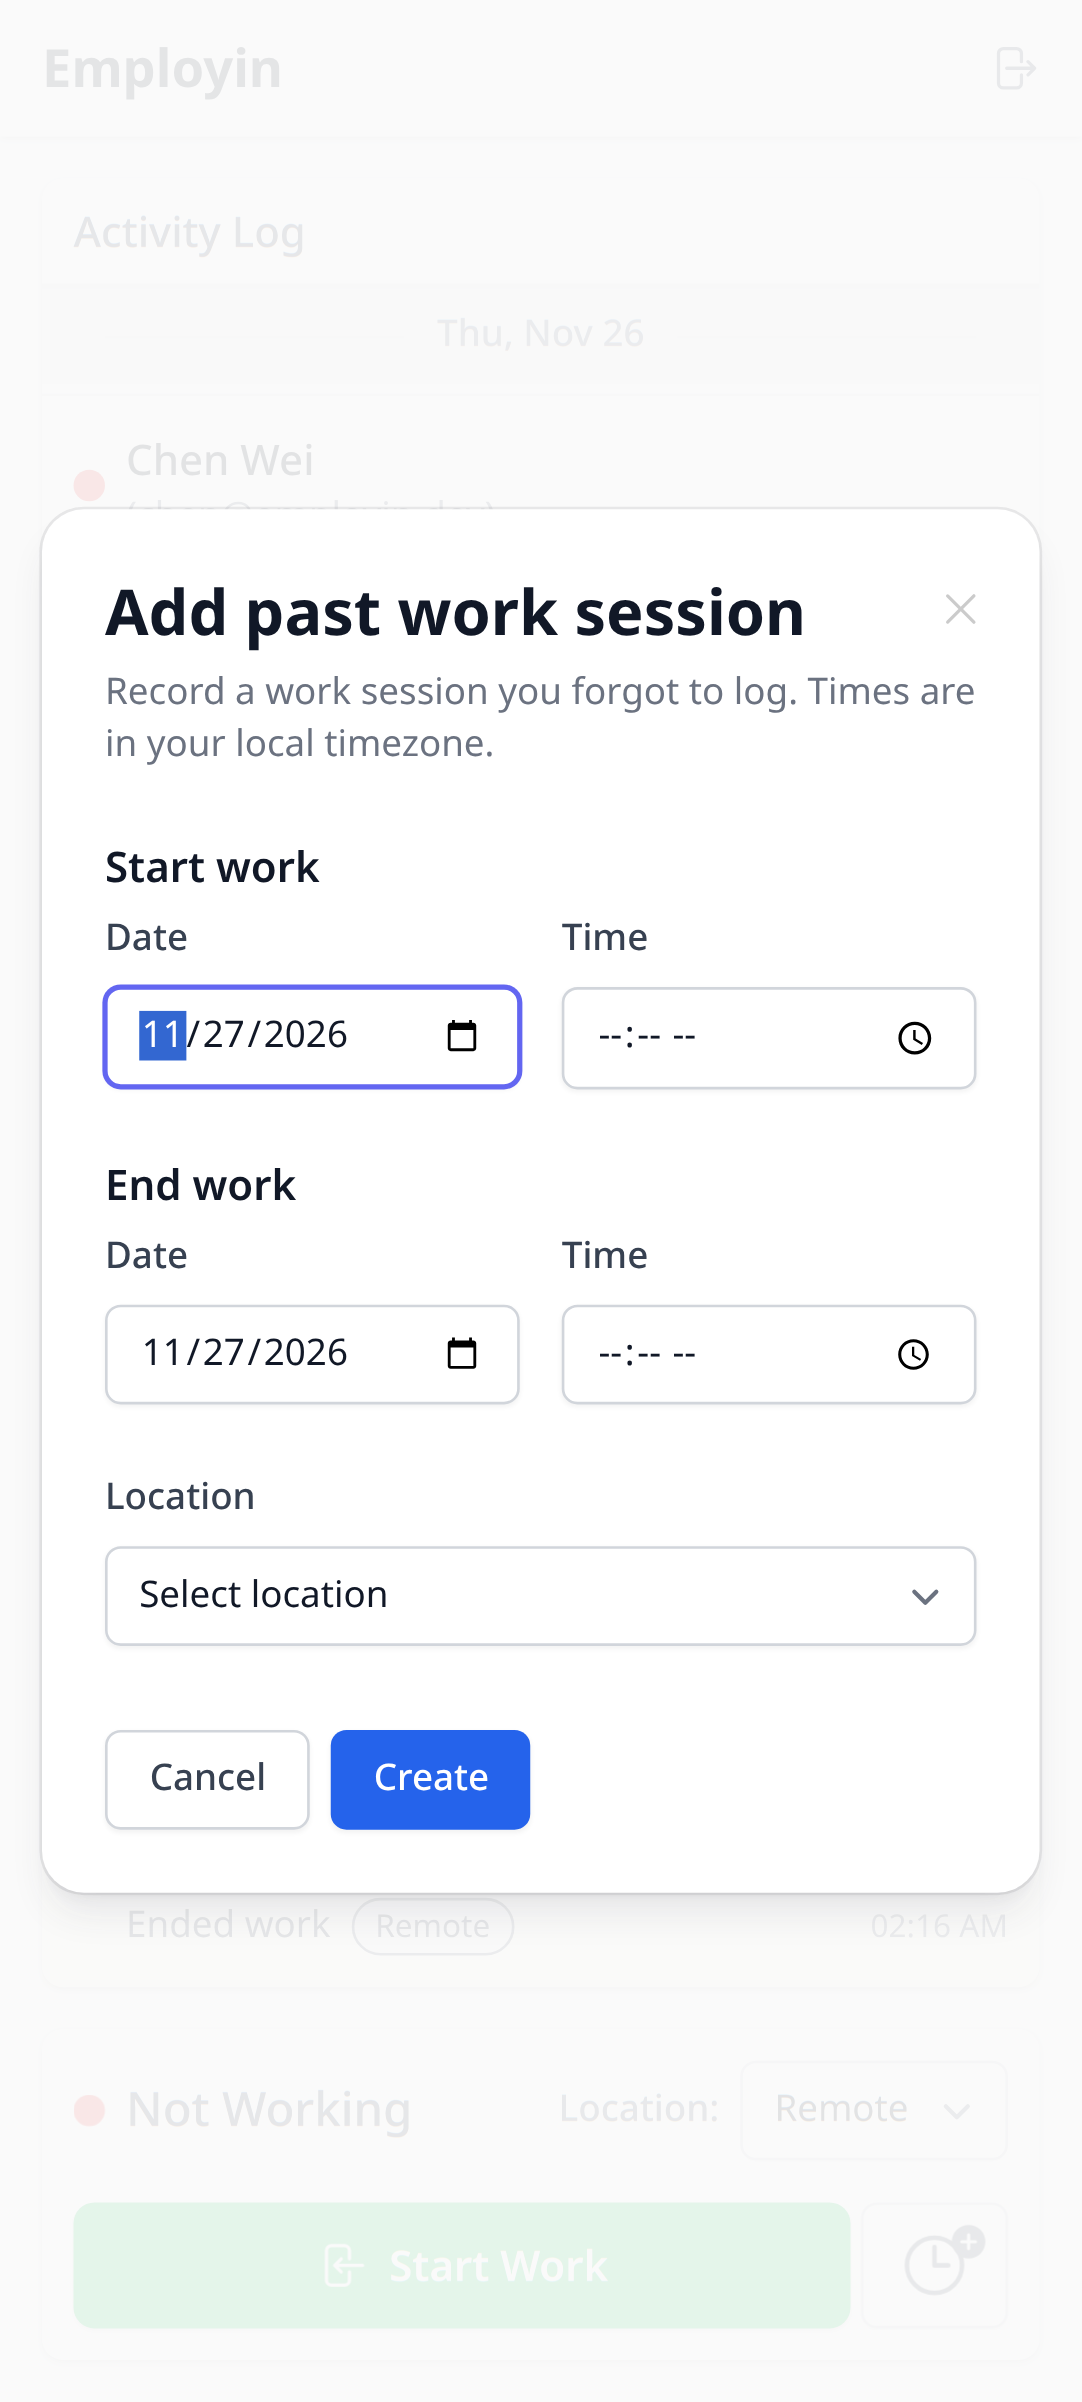 Employin
Activity Log
Thu, Nov 26
Chen Wei
Add past work session
Record a work session you forgot to log. Times are
in your local timezone.
Start work
Date Time
11/27/2026 --:-- --
End work
Date Time
11/27/2026 --:-- --
Location
Select location
Cancel Create
Ended work Remote 02:16 AM
Not Working Location: Remote
Start Work